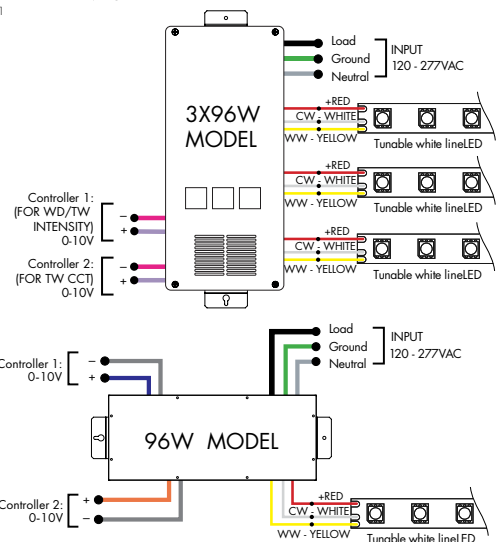 1
Load
Ground
Neutral
INPUT
120 - 277VAC
3X96W
MODEL
+RED
CW - WHITE
WW - YELLOW
Tunable white lineLED
+RED
CW - WHITE
WW - YELLOW
Tunable white lineLED
+RED
CW - WHITE
WW - YELLOW
Tunable white lineLED
Controller 1:
(FOR WD/TW
INTENSITY)
0-10V
–
+
Controller 2:
(FOR TW CCT)
0-10V
–
+
Load
Ground
Neutral
INPUT
120 - 277VAC
Controller 1:
0-10V
–
+
96W MODEL
Controller 2:
0-10V
+
–
+RED
CW - WHITE
WW - YELLOW
Tunable white lineLED